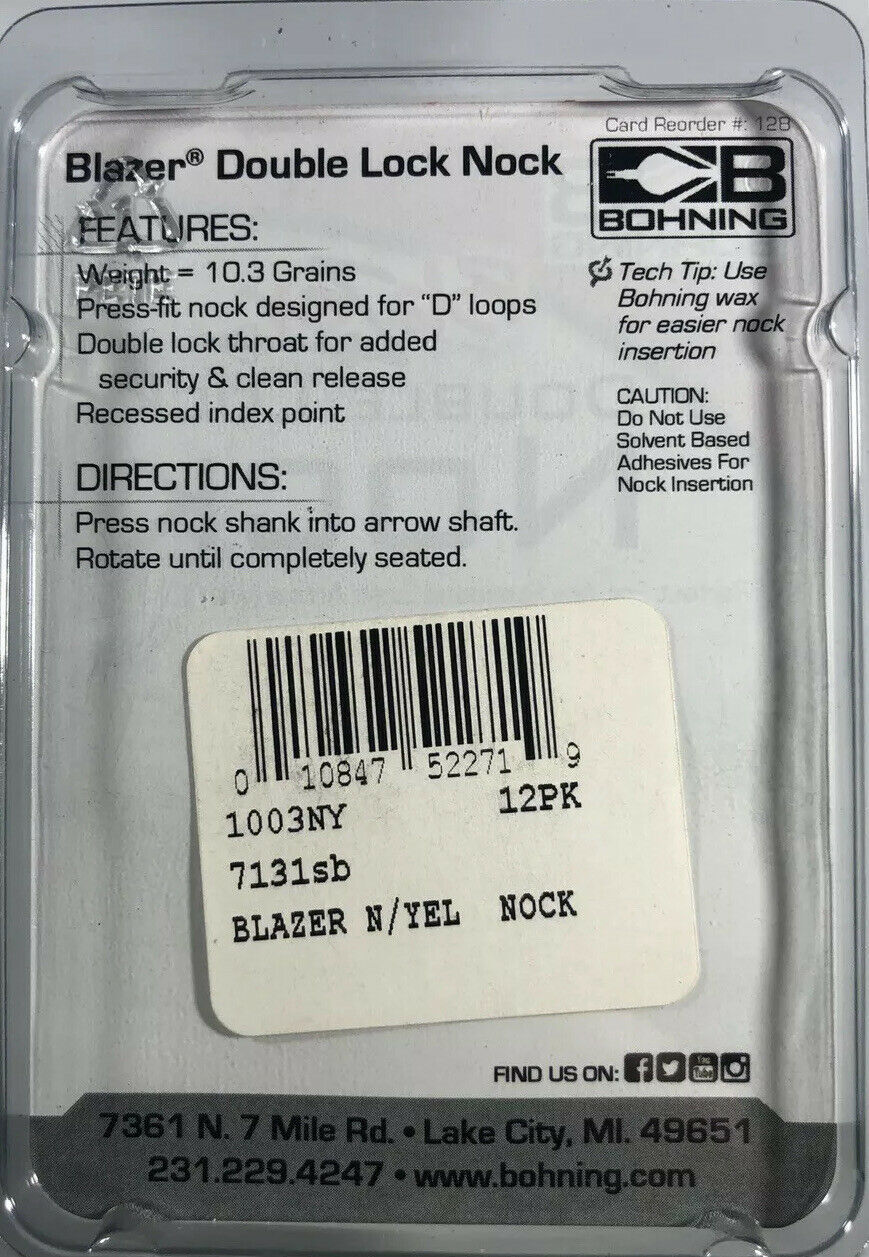 Card Reorder #: 128
Blazer® Double Lock Nock
BOHNING
FEATURES:
Weight = 10.3 Grains
Press-fit nock designed for “D” loops
Double lock throat for added
security & clean release
Recessed index point
Tech Tip: Use
Bohning wax
for easier nock
insertion
CAUTION:
Do Not Use
Solvent Based
Adhesives For
Nock Insertion
DIRECTIONS:
Press nock shank into arrow shaft.
Rotate until completely seated.
0 10847 52271 9
1003NY 12PK
7131sb
BLAZER N/YEL NOCK
FIND US ON: f You Tube
7361 N. 7 Mile Rd. • Lake City, MI. 49651
231.229.4247 • www.bohning.com